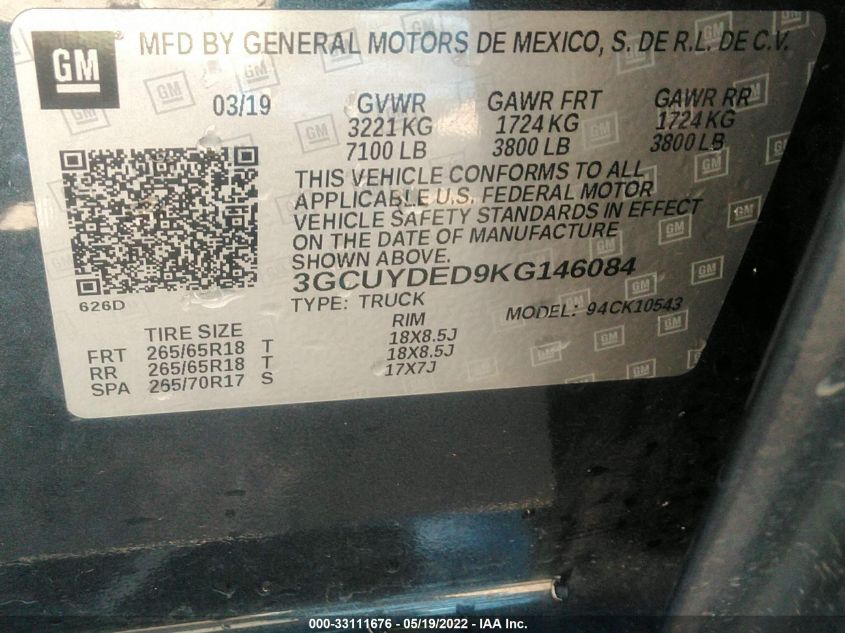 GM MFD BY GENERAL MOTORS DE MEXICO, S. DE R.L. DE C.V.
03/19 GVWR GAWR FRT GAWR RR
3221 KG 1724 KG 1724 KG
7100 LB 3800 LB 3800 LB
THIS VEHICLE CONFORMS TO ALL
APPLICABLE U.S. FEDERAL MOTOR
VEHICLE SAFETY STANDARDS IN EFFECT
ON THE DATE OF MANUFACTURE
SHOWN ABOVE.
3GCUYDED9KG146084
626D
TYPE: TRUCK MODEL: 94CK10543
TIRE SIZE RIM
FRT 265/65R18 T 18X8.5J
RR 265/65R18 T 18X8.5J
SPA 265/70R17 S 17X7J
000-33111676 - 05/19/2022 - IAA Inc.